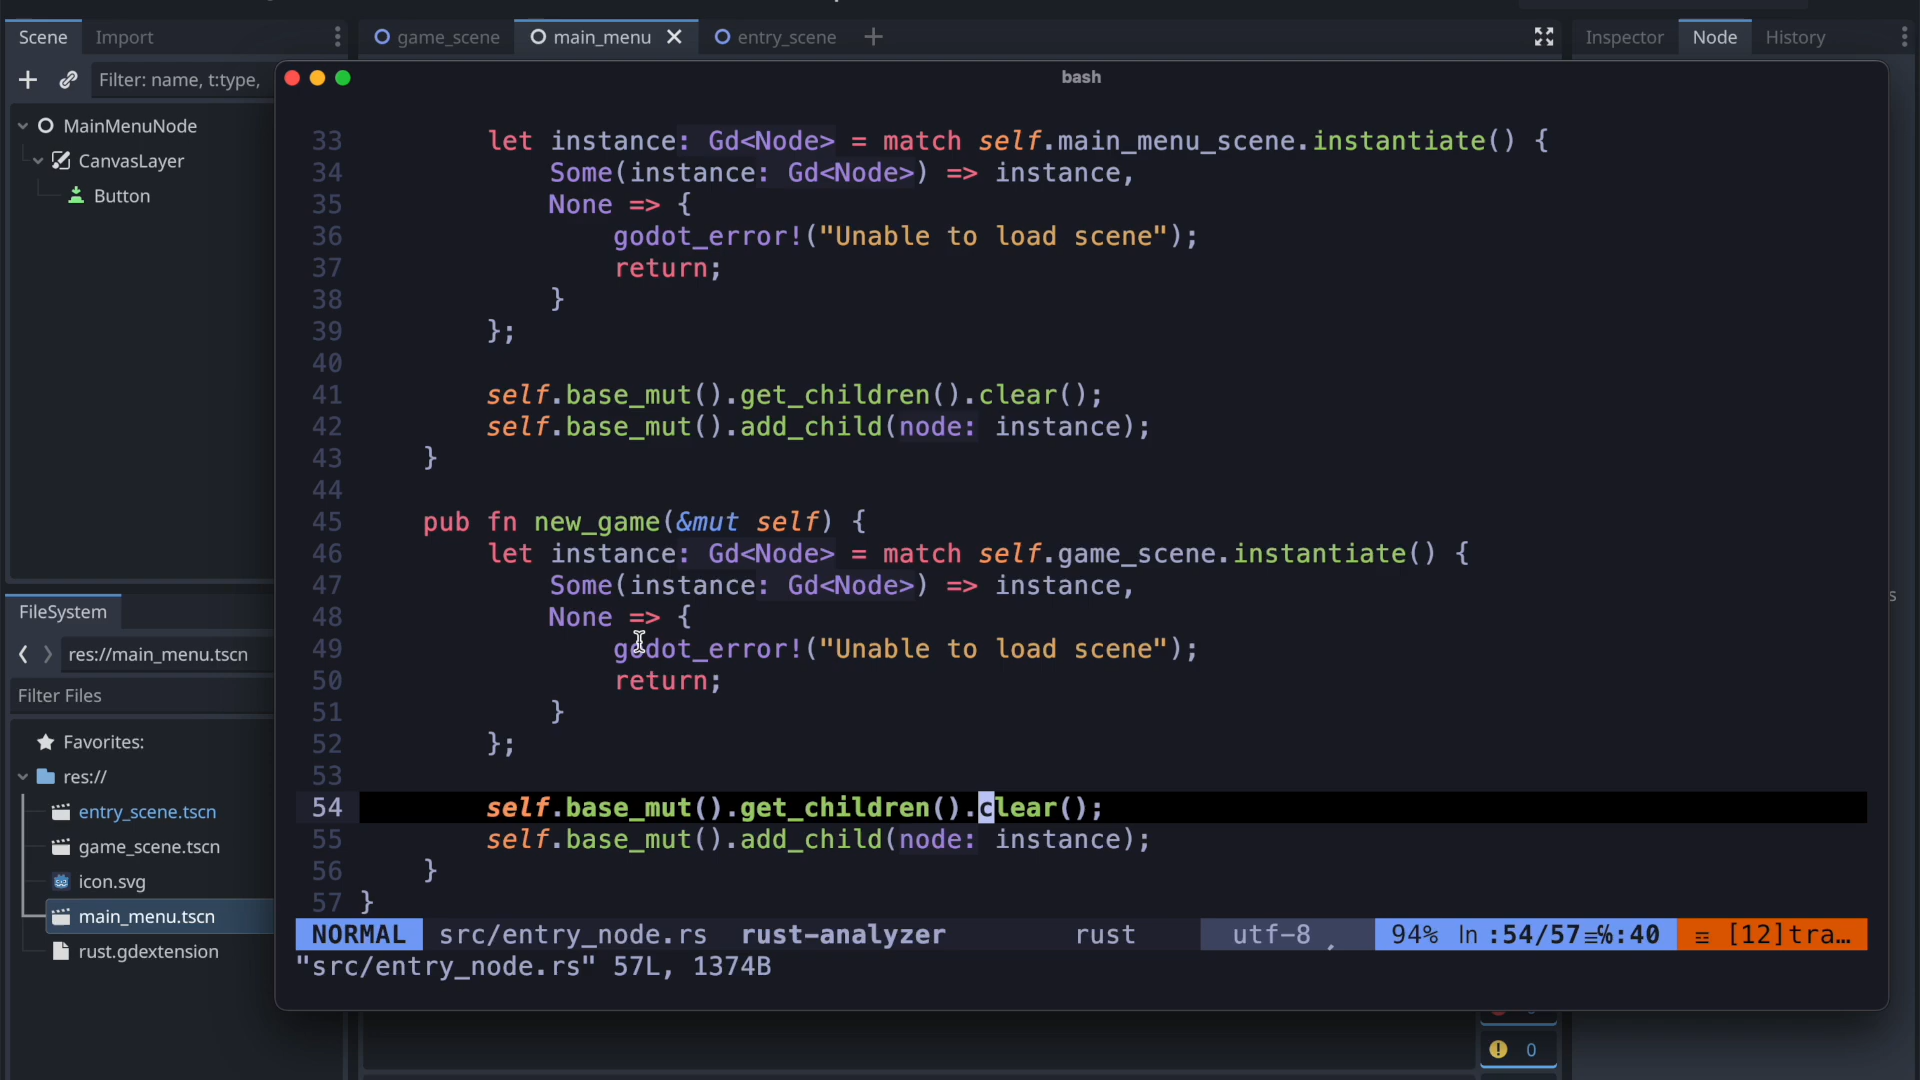 Scene
Import
game_scene
main_menu
entry_scene
Inspector
Node
History
Filter: name, t:type,
bash
MainMenuNode
CanvasLayer
Button
33 let instance: Gd<Node> = match self.main_menu_scene.instantiate() {
34 Some(instance: Gd<Node>) => instance,
35 None => {
36 godot_error!("Unable to load scene");
37 return;
38 }
39 };
40
41 self.base_mut().get_children().clear();
42 self.base_mut().add_child(node: instance);
43 }
44
45 pub fn new_game(&mut self) {
46 let instance: Gd<Node> = match self.game_scene.instantiate() {
47 Some(instance: Gd<Node>) => instance,
48 None => {
49 godot_error!("Unable to load scene");
50 return;
51 }
52 };
53
54 self.base_mut().get_children().clear();
55 self.base_mut().add_child(node: instance);
56 }
57 }
NORMAL src/entry_node.rs rust-analyzer rust utf-8 94% ln :54/57≡%:40 ☲ [12]tra…
"src/entry_node.rs" 57L, 1374B
FileSystem
res://main_menu.tscn
Filter Files
Favorites:
res://
entry_scene.tscn
game_scene.tscn
icon.svg
main_menu.tscn
rust.gdextension
s
0